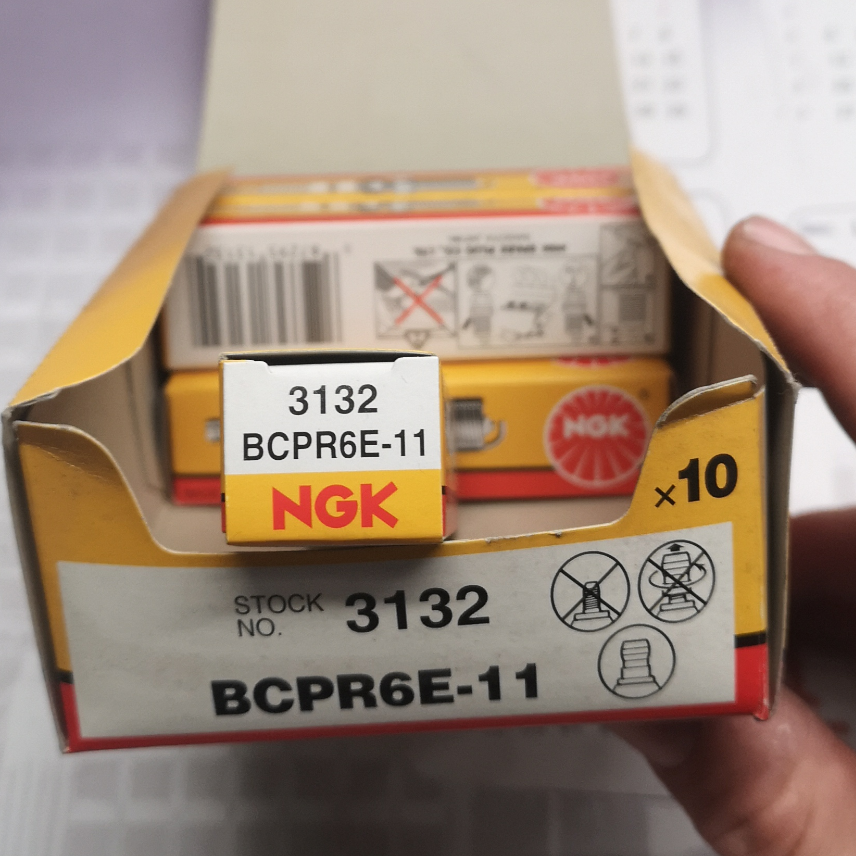 3132
BCPR6E-11
NGK
NGK
×10
STOCK
NO. 3132
BCPR6E-11